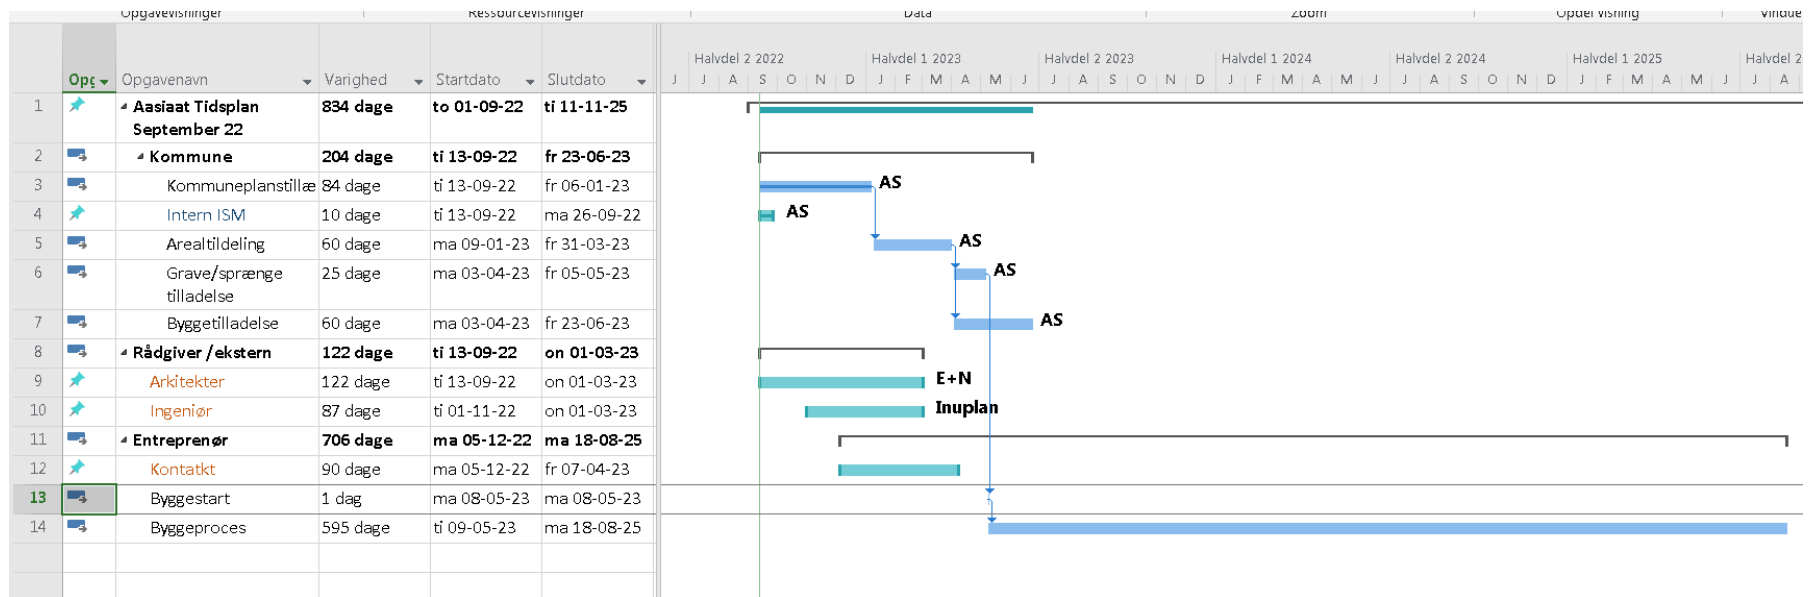 Opgavevisninger Ressourcevisninger Data Zoom Opdel visning Vindue
Halvdel 2 2022 Halvdel 1 2023 Halvdel 2 2023 Halvdel 1 2024 Halvdel 2 2024 Halvdel 1 2025 Halvdel 2
Opg Opgavenavn Varighed Startdato Slutdato J J A S O N D J F M A M J J A S O N D J F M A M J J A S O N D J F M A M J J A
1 Aasiaat Tidsplan 834 dage to 01-09-22 ti 11-11-25
September 22
2 Kommune 204 dage ti 13-09-22 fr 23-06-23
3 Kommuneplanstillæ 84 dage ti 13-09-22 fr 06-01-23 AS
4 Intern ISM 10 dage ti 13-09-22 ma 26-09-22 AS
5 Arealtildeling 60 dage ma 09-01-23 fr 31-03-23 AS
6 Grave/sprænge 25 dage ma 03-04-23 fr 05-05-23 AS
tilladelse
7 Byggetilladelse 60 dage ma 03-04-23 fr 23-06-23 AS
8 Rådgiver /ekstern 122 dage ti 13-09-22 on 01-03-23
9 Arkitekter 122 dage ti 13-09-22 on 01-03-23 E+N
10 Ingeniør 87 dage ti 01-11-22 on 01-03-23 Inuplan
11 Entreprenør 706 dage ma 05-12-22 ma 18-08-25
12 Kontatkt 90 dage ma 05-12-22 fr 07-04-23
13 Byggestart 1 dag ma 08-05-23 ma 08-05-23
14 Byggeproces 595 dage ti 09-05-23 ma 18-08-25